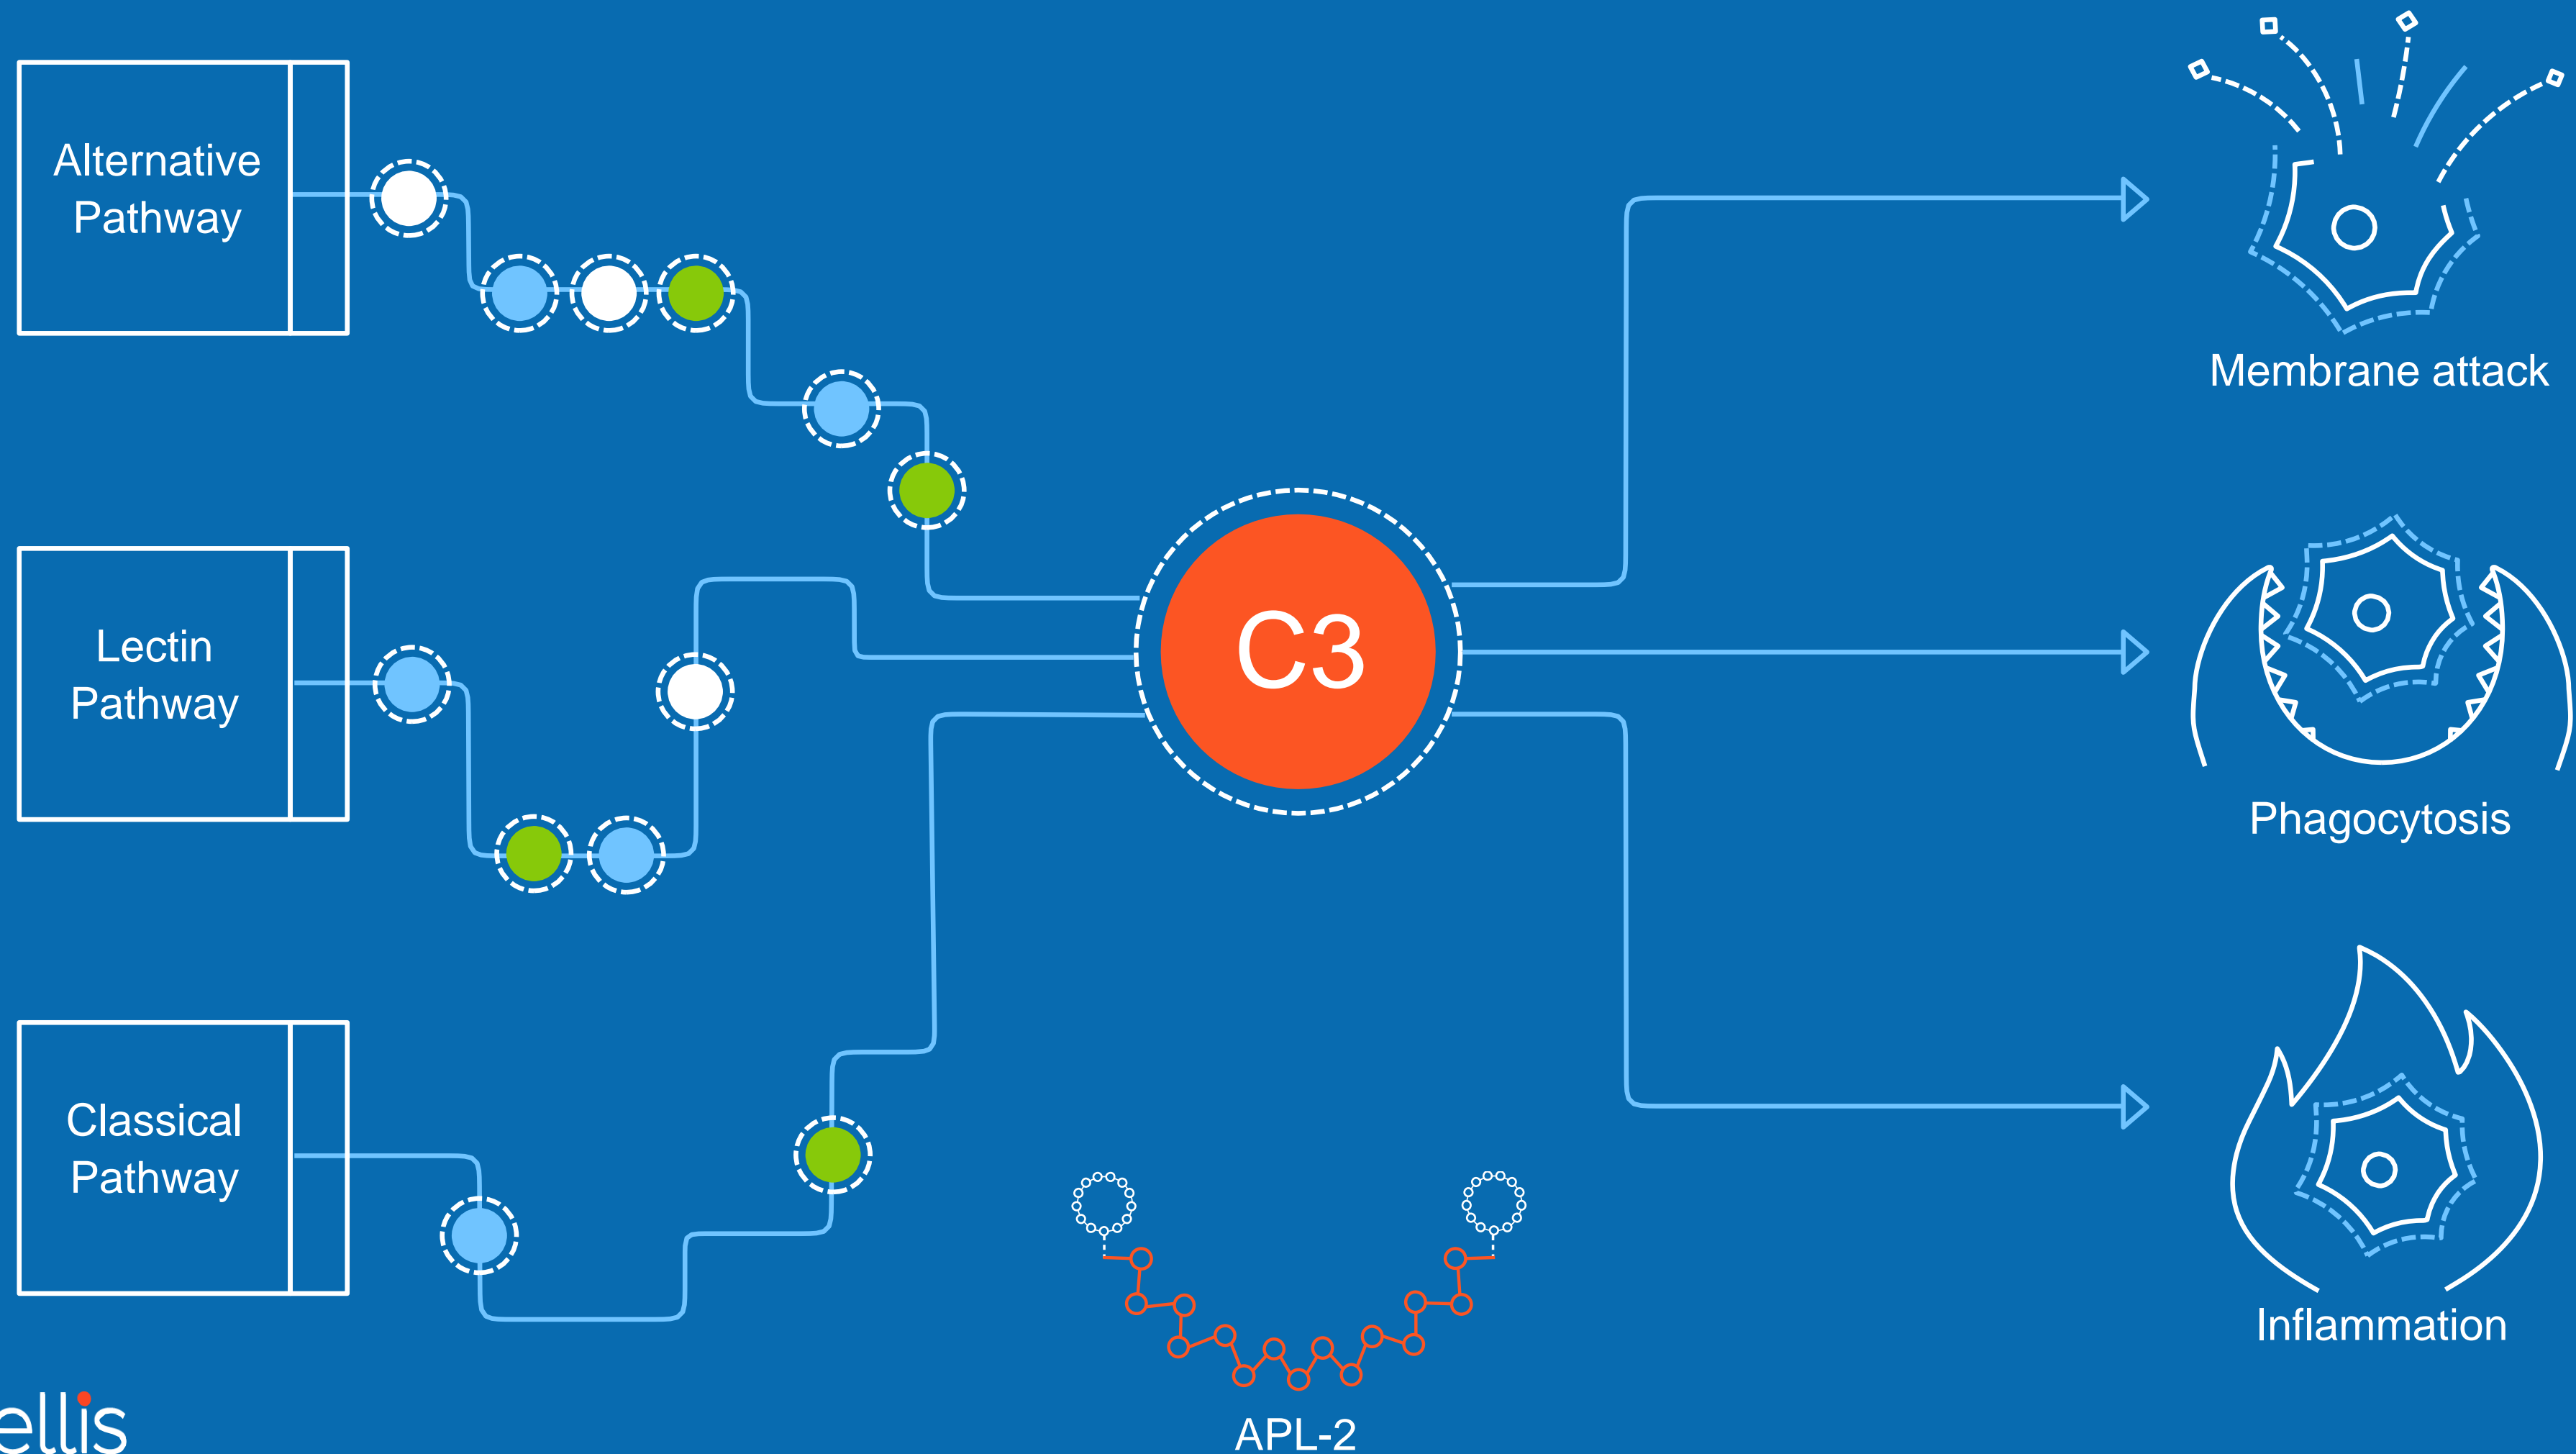 Alternative
Pathway
Membrane attack
Lectin
Pathway
C3
Phagocytosis
Classical
Pathway
Inflammation
ellis
APL-2